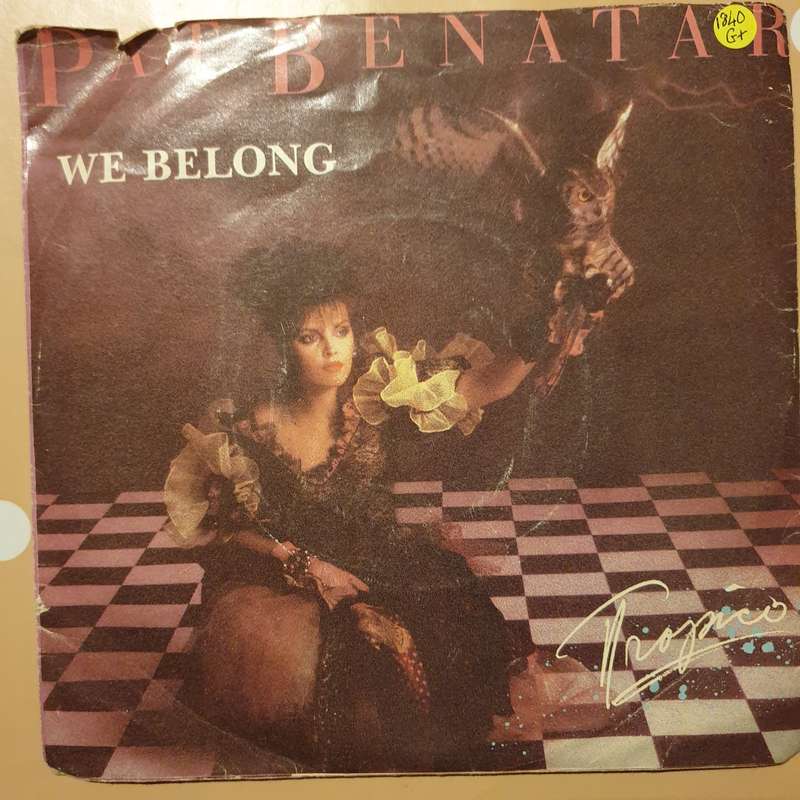 PAT BENATAR
1840
G+
WE BELONG
Tropico